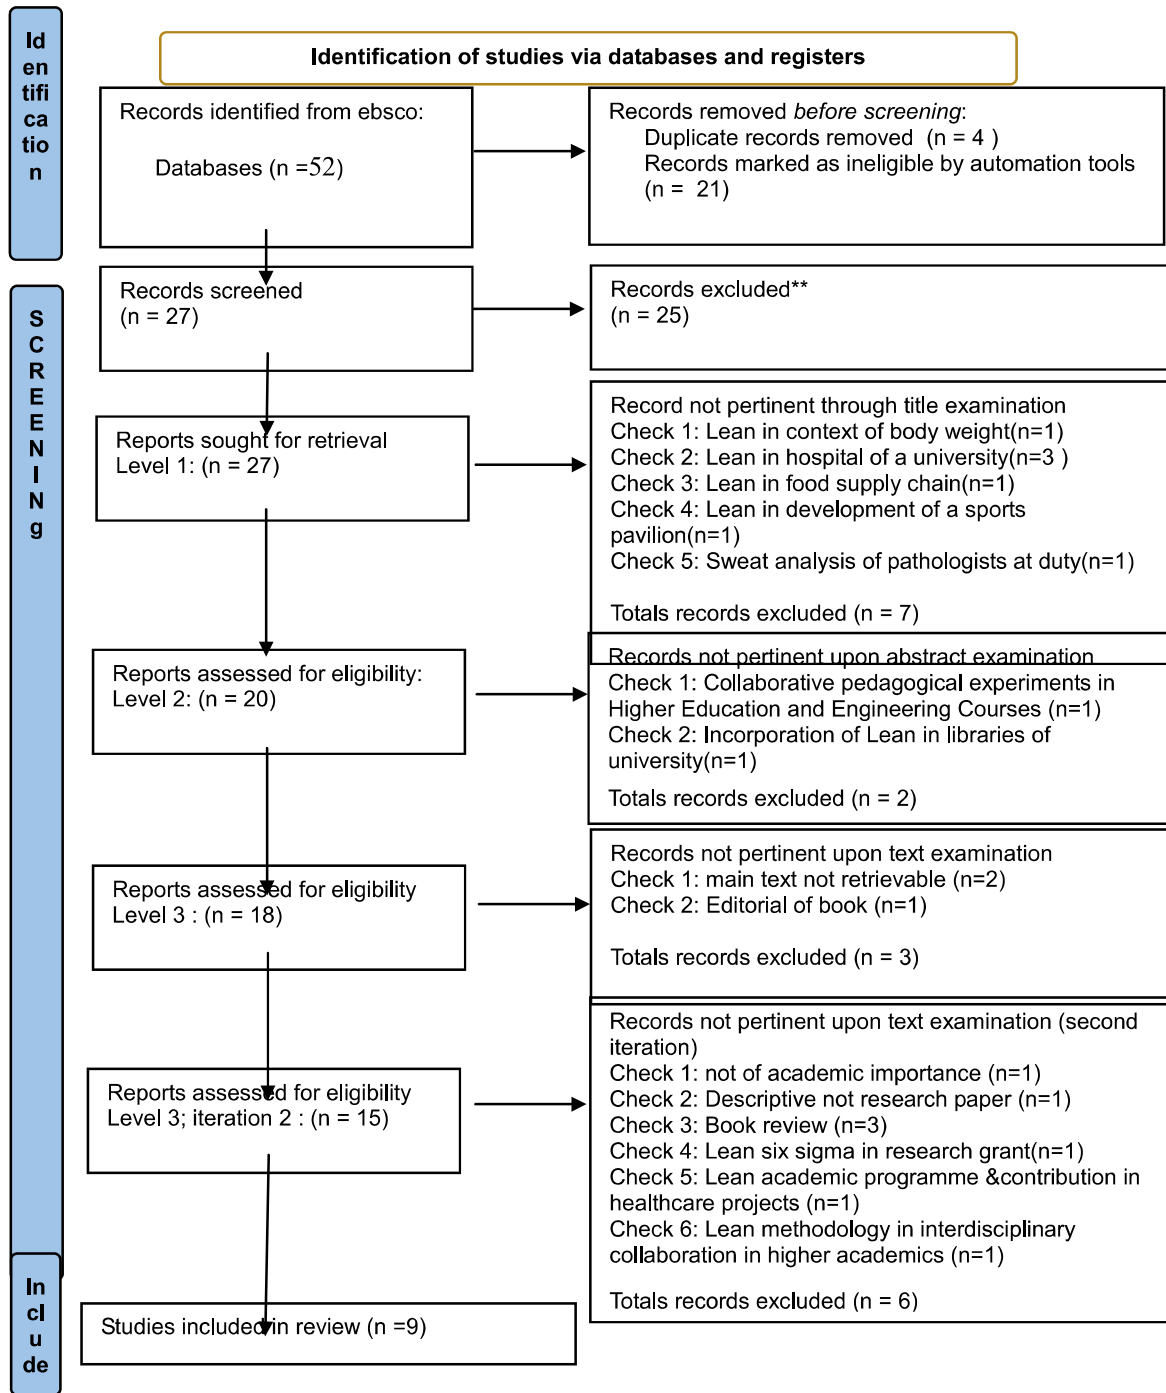 Id
en
tifi
ca
tio
n
Identification of studies via databases and registers
Records identified from ebsco:
Databases (n =52)
Records removed before screening:
Duplicate records removed (n = 4 )
Records marked as ineligible by automation tools
(n = 21)
S
C
R
E
E
N
I
N
g
Records screened
(n = 27)
Records excluded**
(n = 25)
Reports sought for retrieval
Level 1: (n = 27)
Record not pertinent through title examination
Check 1: Lean in context of body weight(n=1)
Check 2: Lean in hospital of a university(n=3 )
Check 3: Lean in food supply chain(n=1)
Check 4: Lean in development of a sports
pavilion(n=1)
Check 5: Sweat analysis of pathologists at duty(n=1)
Totals records excluded (n = 7)
Reports assessed for eligibility:
Level 2: (n = 20)
Records not pertinent upon abstract examination
Check 1: Collaborative pedagogical experiments in
Higher Education and Engineering Courses (n=1)
Check 2: Incorporation of Lean in libraries of
university(n=1)
Totals records excluded (n = 2)
Reports assessed for eligibility
Level 3 : (n = 18)
Records not pertinent upon text examination
Check 1: main text not retrievable (n=2)
Check 2: Editorial of book (n=1)
Totals records excluded (n = 3)
Reports assessed for eligibility
Level 3; iteration 2 : (n = 15)
Records not pertinent upon text examination (second
iteration)
Check 1: not of academic importance (n=1)
Check 2: Descriptive not research paper (n=1)
Check 3: Book review (n=3)
Check 4: Lean six sigma in research grant(n=1)
Check 5: Lean academic programme &contribution in
healthcare projects (n=1)
Check 6: Lean methodology in interdisciplinary
collaboration in higher academics (n=1)
Totals records excluded (n = 6)
In
cl
u
de
Studies included in review (n =9)